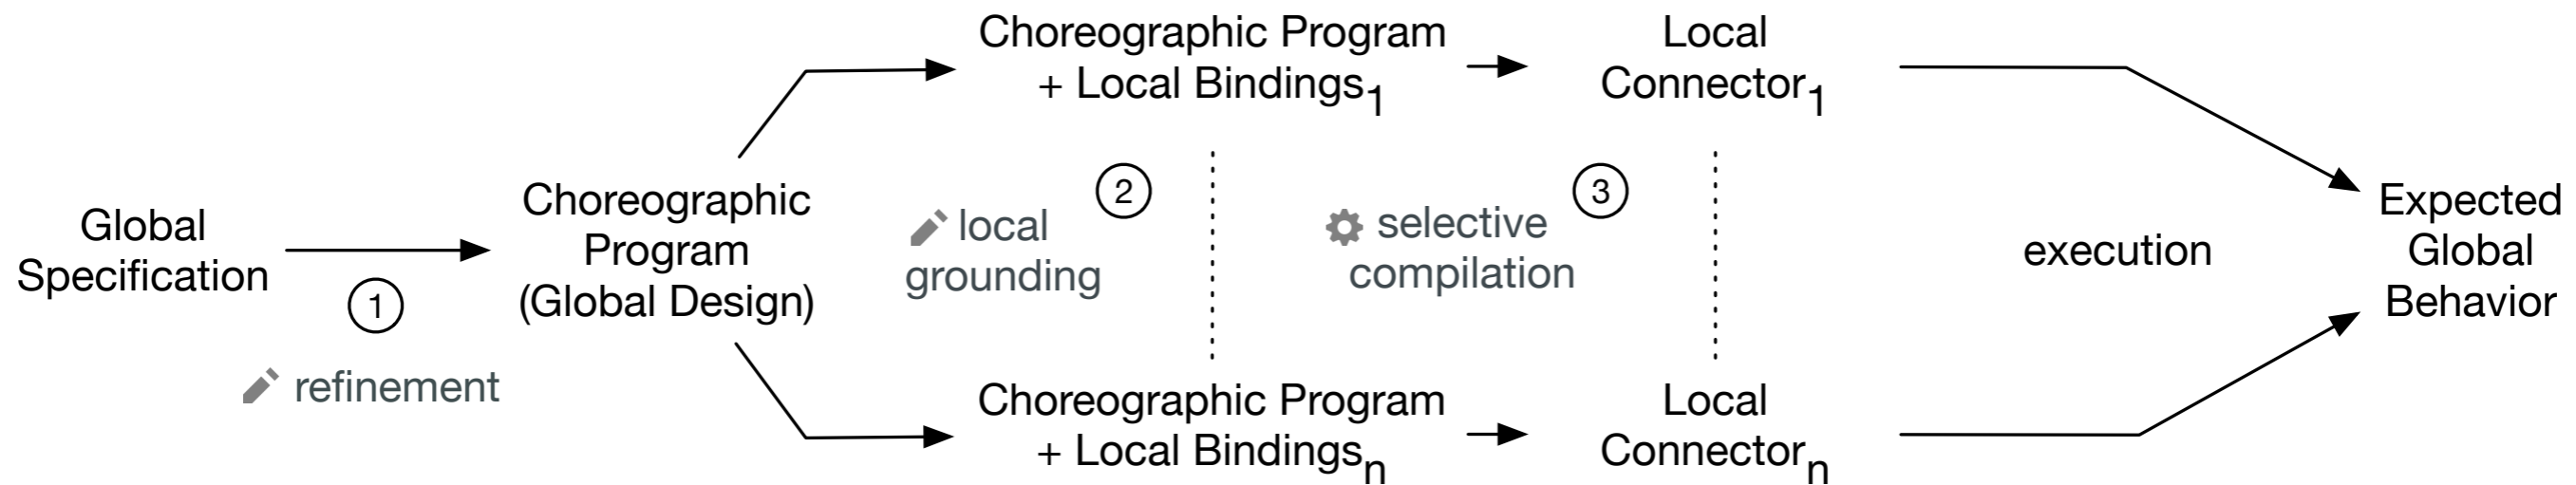 Global
Specification
1
refinement
Choreographic
Program
(Global Design)
Choreographic Program
+ Local Bindings1
local
grounding
2
Choreographic Program
+ Local Bindingsn
selective
compilation
3
Local
Connector1
Local
Connectorn
execution
Expected
Global
Behavior